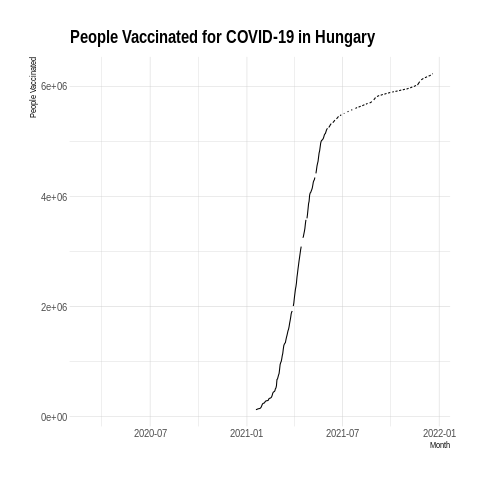 People Vaccinated for COVID-19 in Hungary
People Vaccinated
6e+06
4e+06
2e+06
0e+00
2020-07 2021-01 2021-07 2022-01
Month